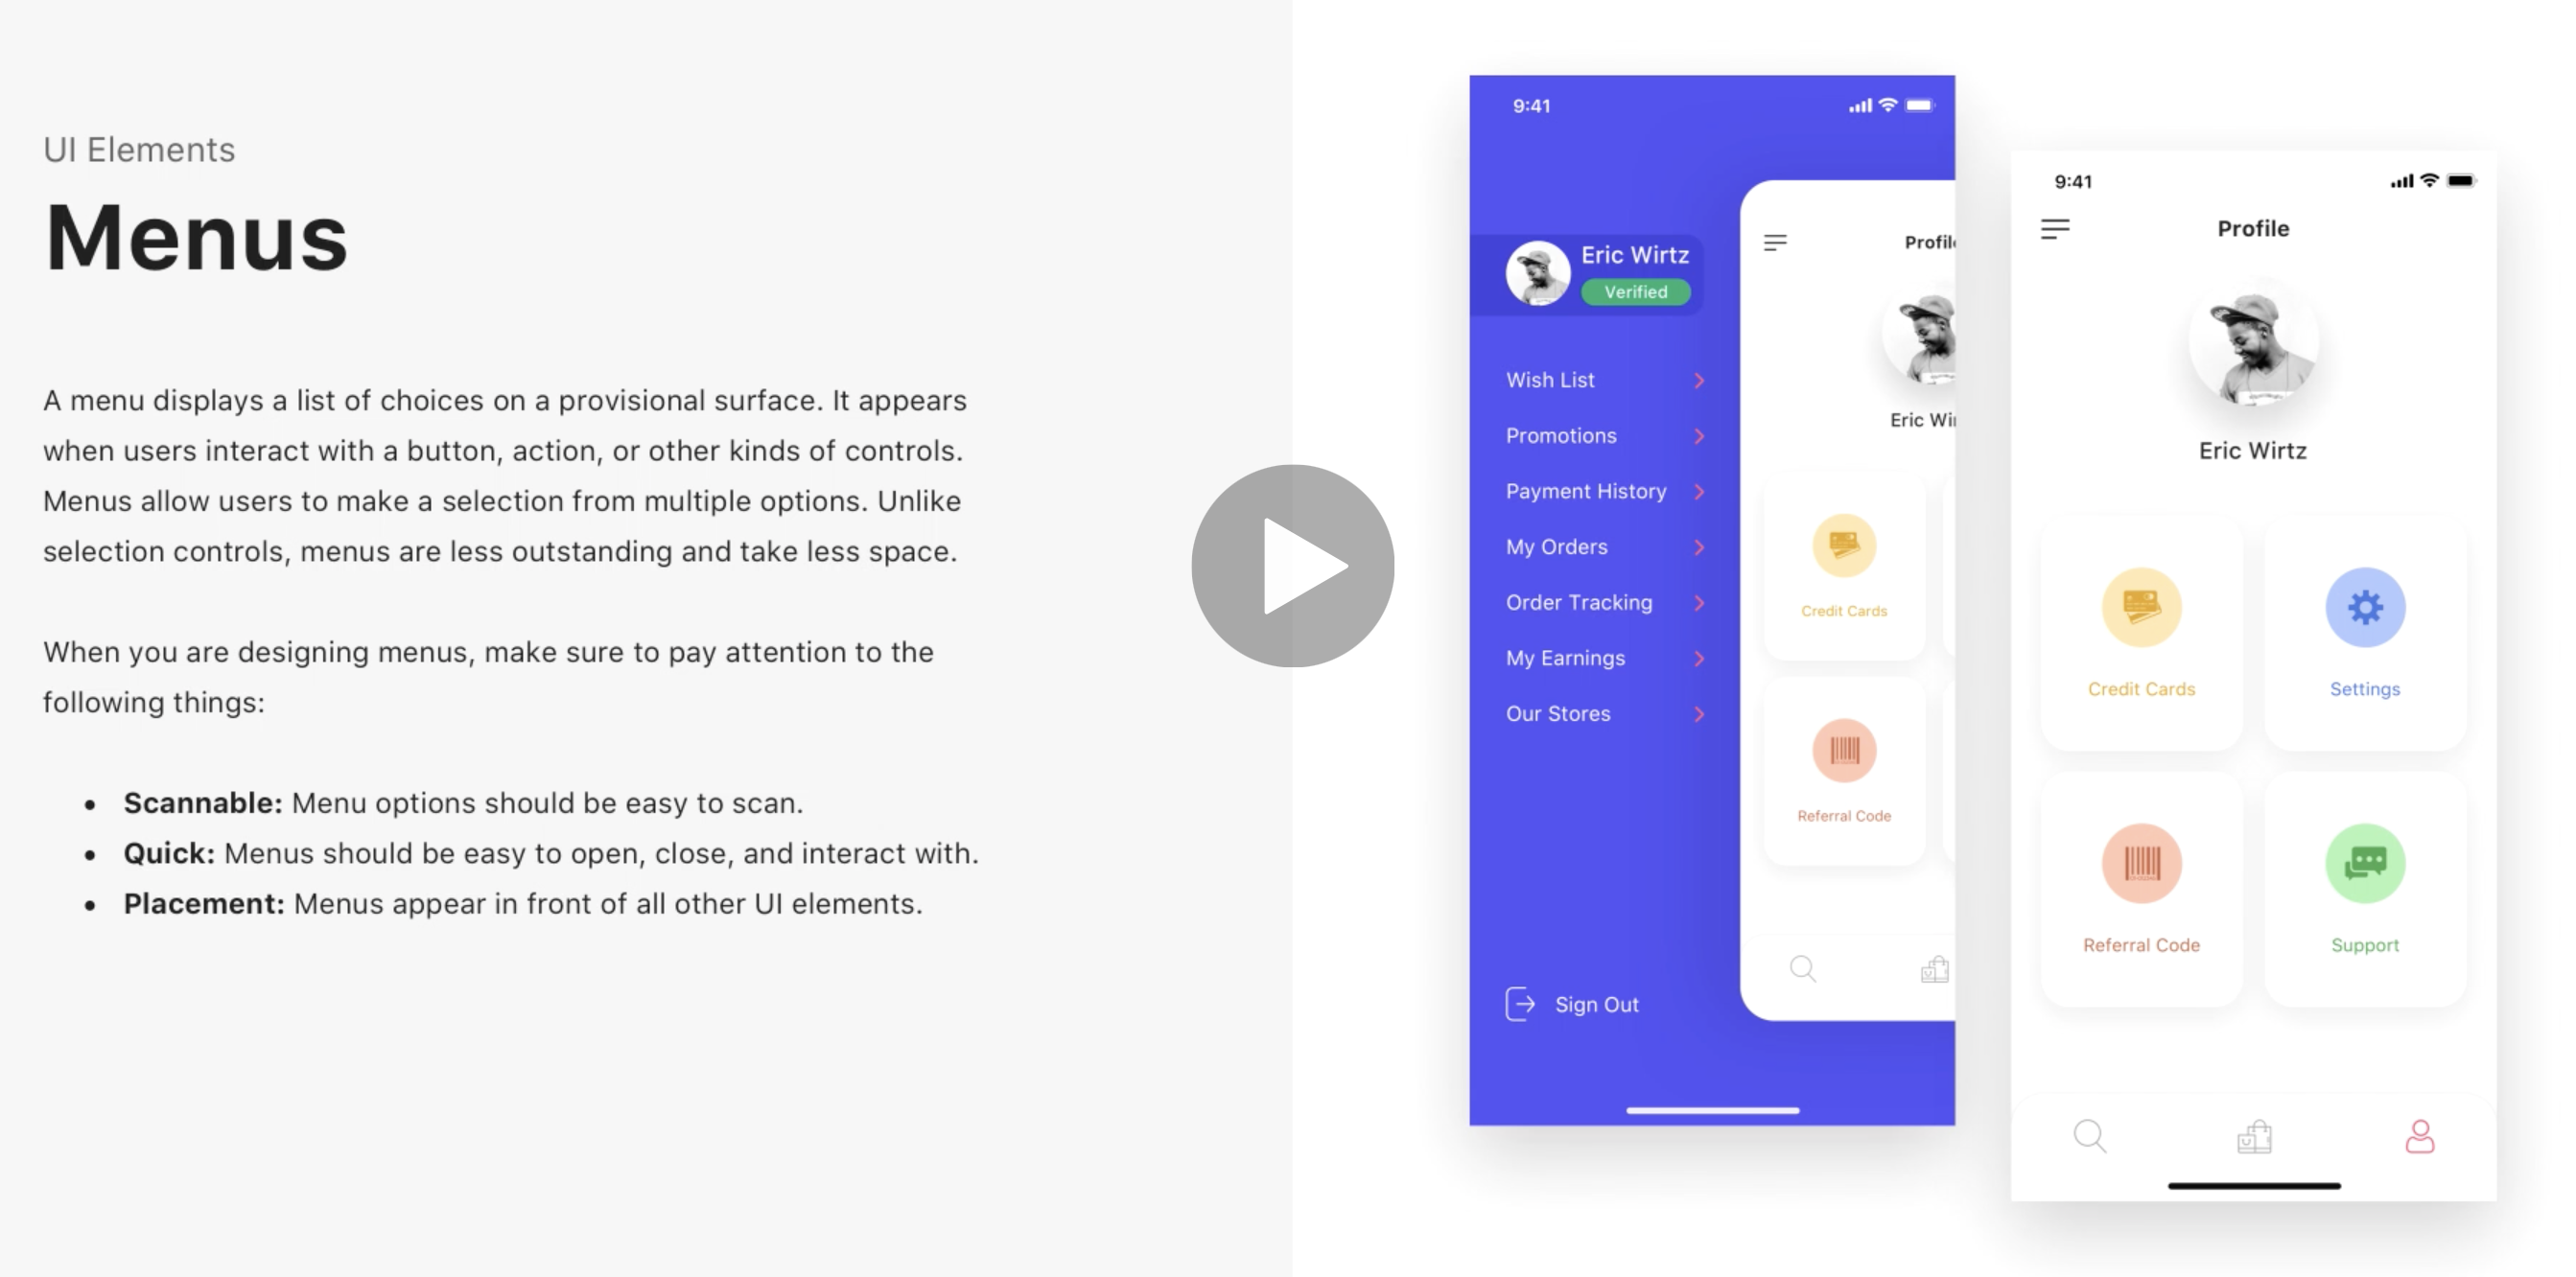 UI Elements
Menus
A menu displays a list of choices on a provisional surface. It appears
when users interact with a button, action, or other kinds of controls.
Menus allow users to make a selection from multiple options. Unlike
selection controls, menus are less outstanding and take less space.
When you are designing menus, make sure to pay attention to the
following things:
• Scannable: Menu options should be easy to scan.
• Quick: Menus should be easy to open, close, and interact with.
• Placement: Menus appear in front of all other UI elements.
9:41
Eric Wirtz
Verified
Wish List
Promotions
Payment History
My Orders
Order Tracking
My Earnings
Our Stores
Sign Out
Profil
Eric Wir
Credit Cards
Referral Code
9:41
Profile
Eric Wirtz
Credit Cards
Settings
Referral Code
Support